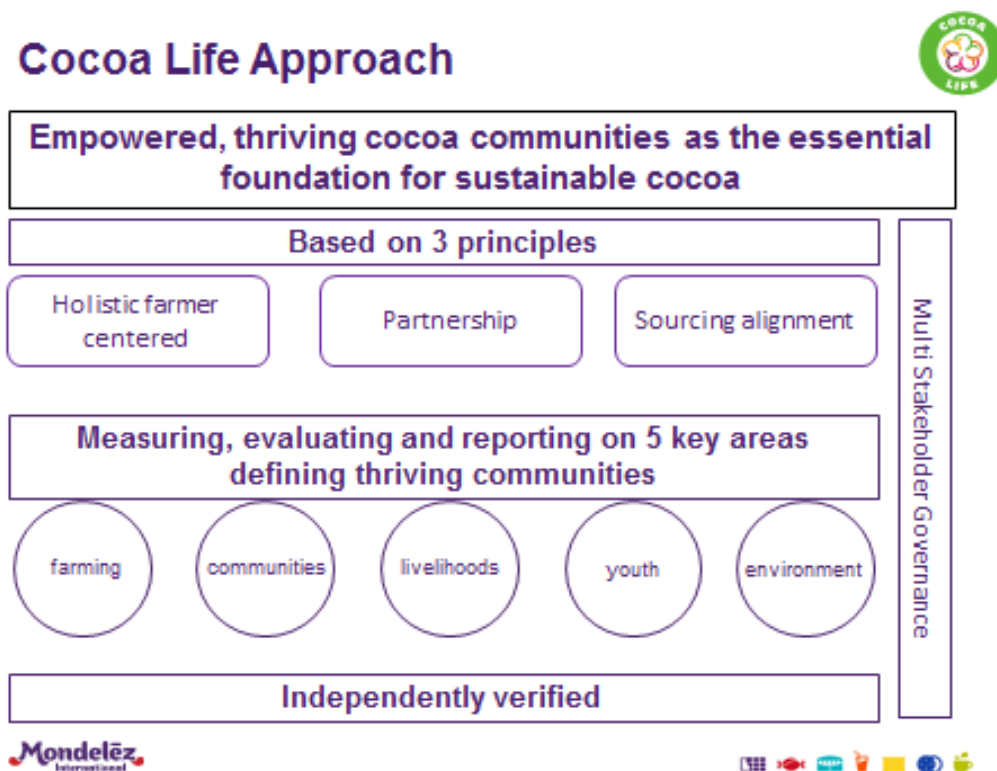 Cocoa Life Approach
COCOA
LIFE
Empowered, thriving cocoa communities as the essential
foundation for sustainable cocoa
Based on 3 principles
Holistic farmer
centered
Partnership
Sourcing alignment
Measuring, evaluating and reporting on 5 key areas
defining thriving communities
farming
communities
livelihoods
youth
environment
Independently verified
Multi Stakeholder Governance
Mondelēz
International